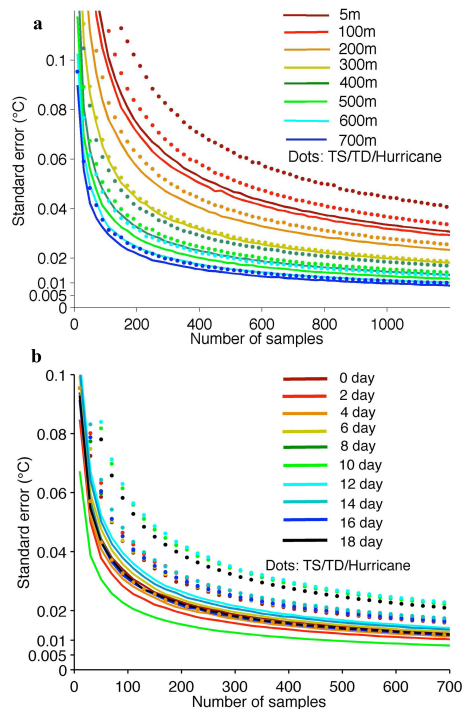 a
0.1
0.08
0.06
0.04
0.02
0.01
0.005
0
Standard error (°C)
5m
100m
200m
300m
400m
500m
600m
700m
Dots: TS/TD/Hurricane
0 200 400 600 800 1000
Number of samples
b
0.1
0.08
0.06
0.04
0.02
0.01
0.005
0
Standard error (°C)
0 day
2 day
4 day
6 day
8 day
10 day
12 day
14 day
16 day
18 day
Dots: TS/TD/Hurricane
0 100 200 300 400 500 600 700
Number of samples